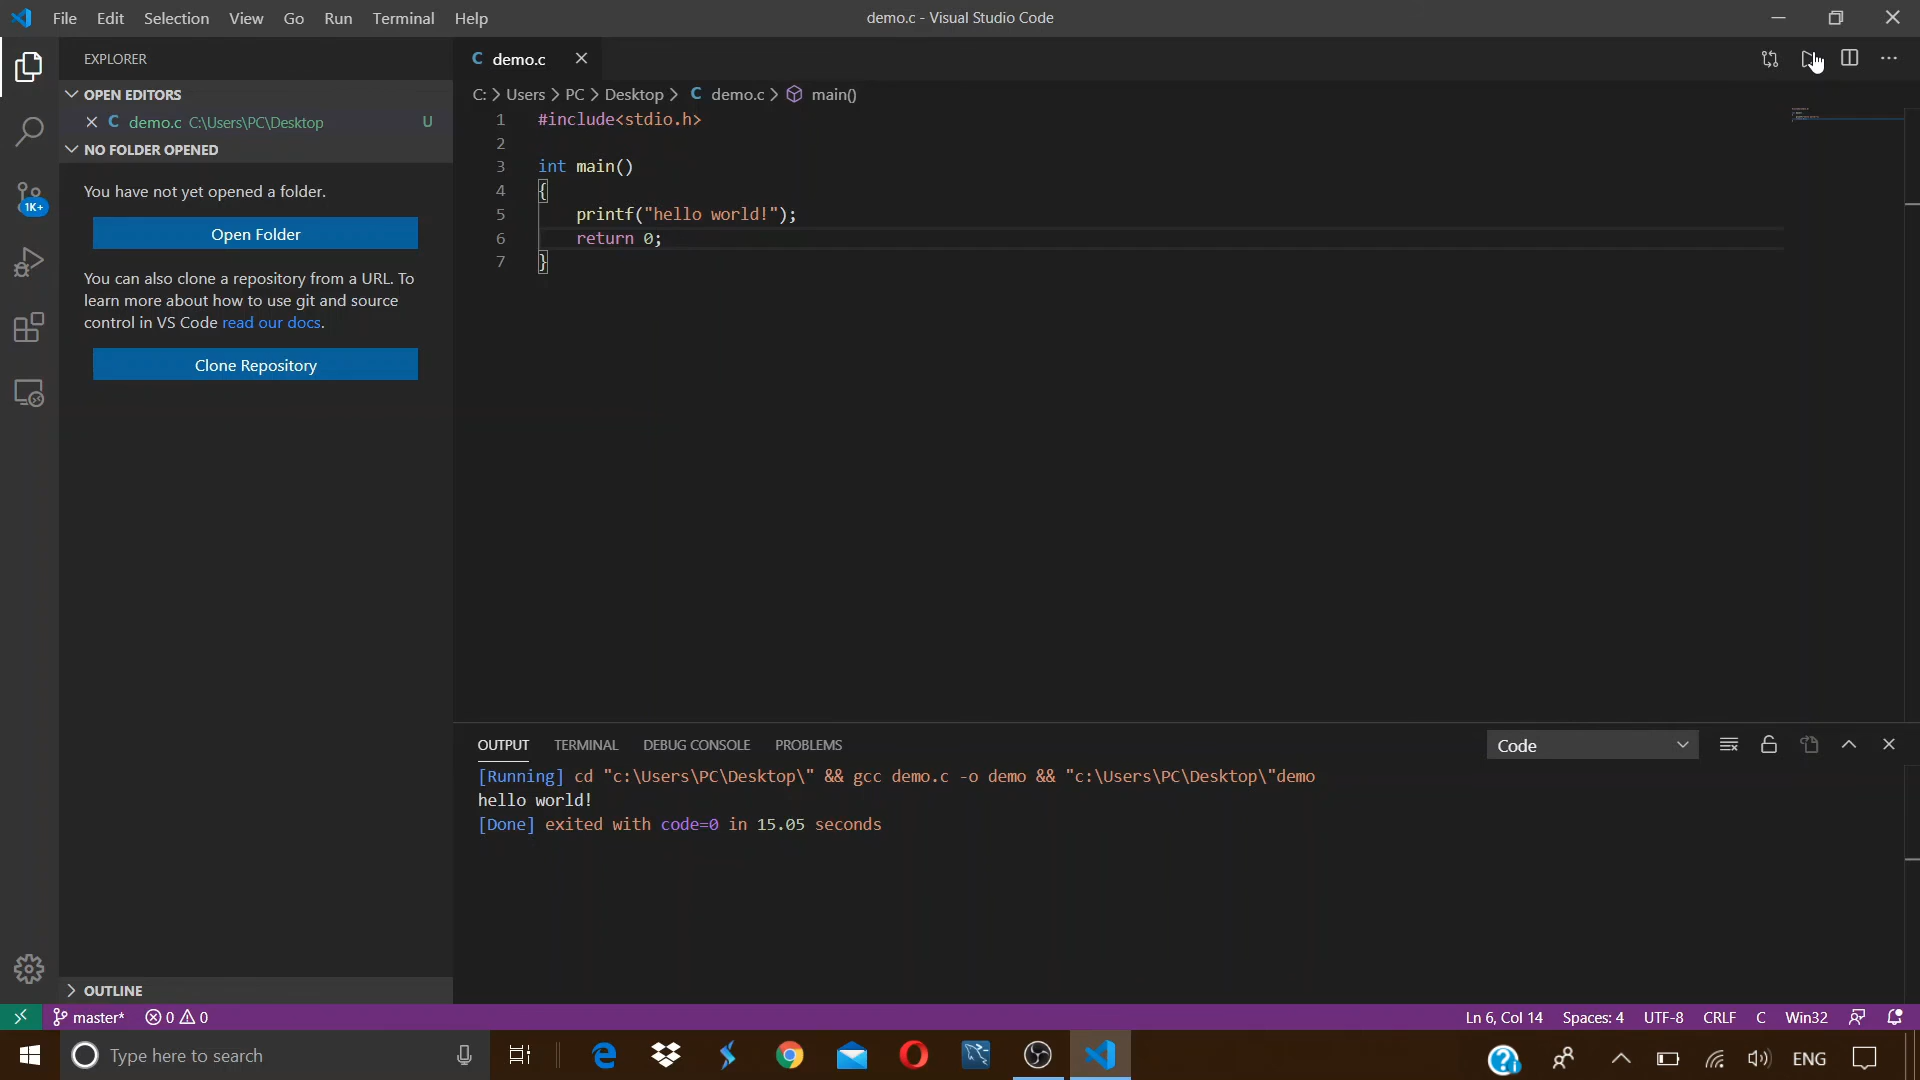 File Edit Selection View Go Run Terminal Help
demo.c - Visual Studio Code
EXPLORER
OPEN EDITORS
demo.c C:\Users\PC\Desktop U
NO FOLDER OPENED
You have not yet opened a folder.
Open Folder
You can also clone a repository from a URL. To
learn more about how to use git and source
control in VS Code read our docs.
Clone Repository
1K+
OUTLINE
C demo.c
C: > Users > PC > Desktop > C demo.c > main()
1 #include<stdio.h>
2
3 int main()
4 {
5 printf("hello world!");
6 return 0;
7 }
OUTPUT TERMINAL DEBUG CONSOLE PROBLEMS
Code
[Running] cd "c:\Users\PC\Desktop\" && gcc demo.c -o demo && "c:\Users\PC\Desktop\"demo
hello world!
[Done] exited with code=0 in 15.05 seconds
master* 0 0
Ln 6, Col 14 Spaces: 4 UTF-8 CRLF C Win32
Type here to search
ENG